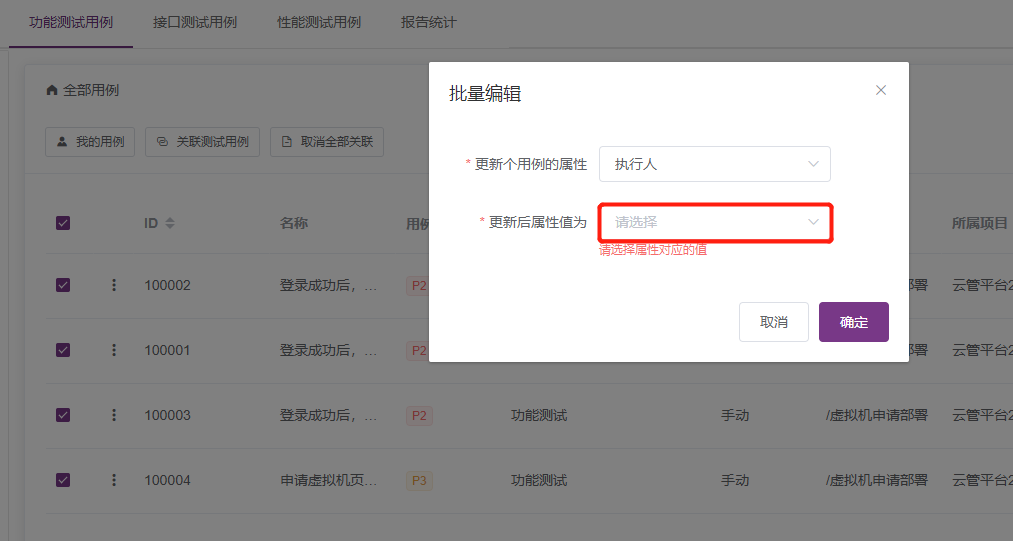 功能测试用例 接口测试用例 性能测试用例 报告统计
全部用例
我的用例 关联测试用例 取消全部关联
批量编辑
* 更新个用例的属性 执行人
* 更新后属性值为 请选择
请选择属性对应的值
取消 确定
ID 名称 用例 所属项目
100002 登录成功后，... P2 部署 云管平台2
100001 登录成功后，... P2 部署 云管平台2
100003 登录成功后，... P2 功能测试 手动 /虚拟机申请部署 云管平台2
100004 申请虚拟机页... P3 功能测试 手动 /虚拟机申请部署 云管平台2